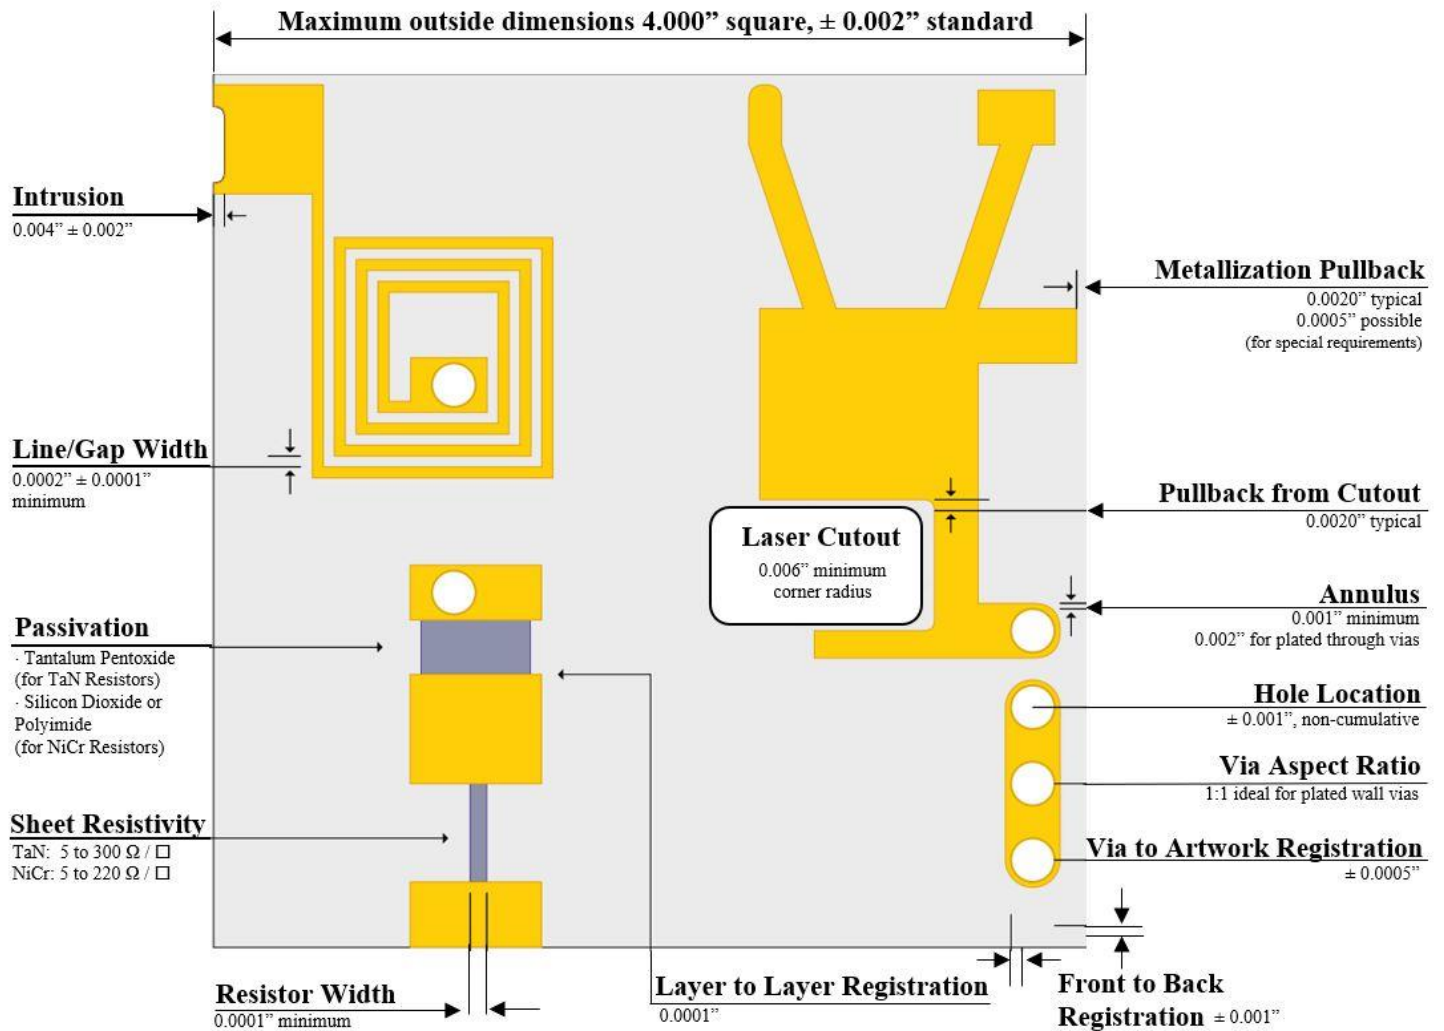 Maximum outside dimensions 4.000” square, ± 0.002” standard
Intrusion
0.004” ± 0.002”
Line/Gap Width
0.0002” ± 0.0001”
minimum
Passivation
· Tantalum Pentoxide
(for TaN Resistors)
· Silicon Dioxide or
Polyimide
(for NiCr Resistors)
Sheet Resistivity
TaN: 5 to 300 Ω / □
NiCr: 5 to 220 Ω / □
Resistor Width
0.0001” minimum
Layer to Layer Registration
0.0001”
Laser Cutout
0.006” minimum
corner radius
Metallization Pullback
0.0020” typical
0.0005” possible
(for special requirements)
Pullback from Cutout
0.0020” typical
Annulus
0.001” minimum
0.002” for plated through vias
Hole Location
± 0.001”, non-cumulative
Via Aspect Ratio
1:1 ideal for plated wall vias
Via to Artwork Registration
± 0.0005”
Front to Back
Registration ± 0.001”